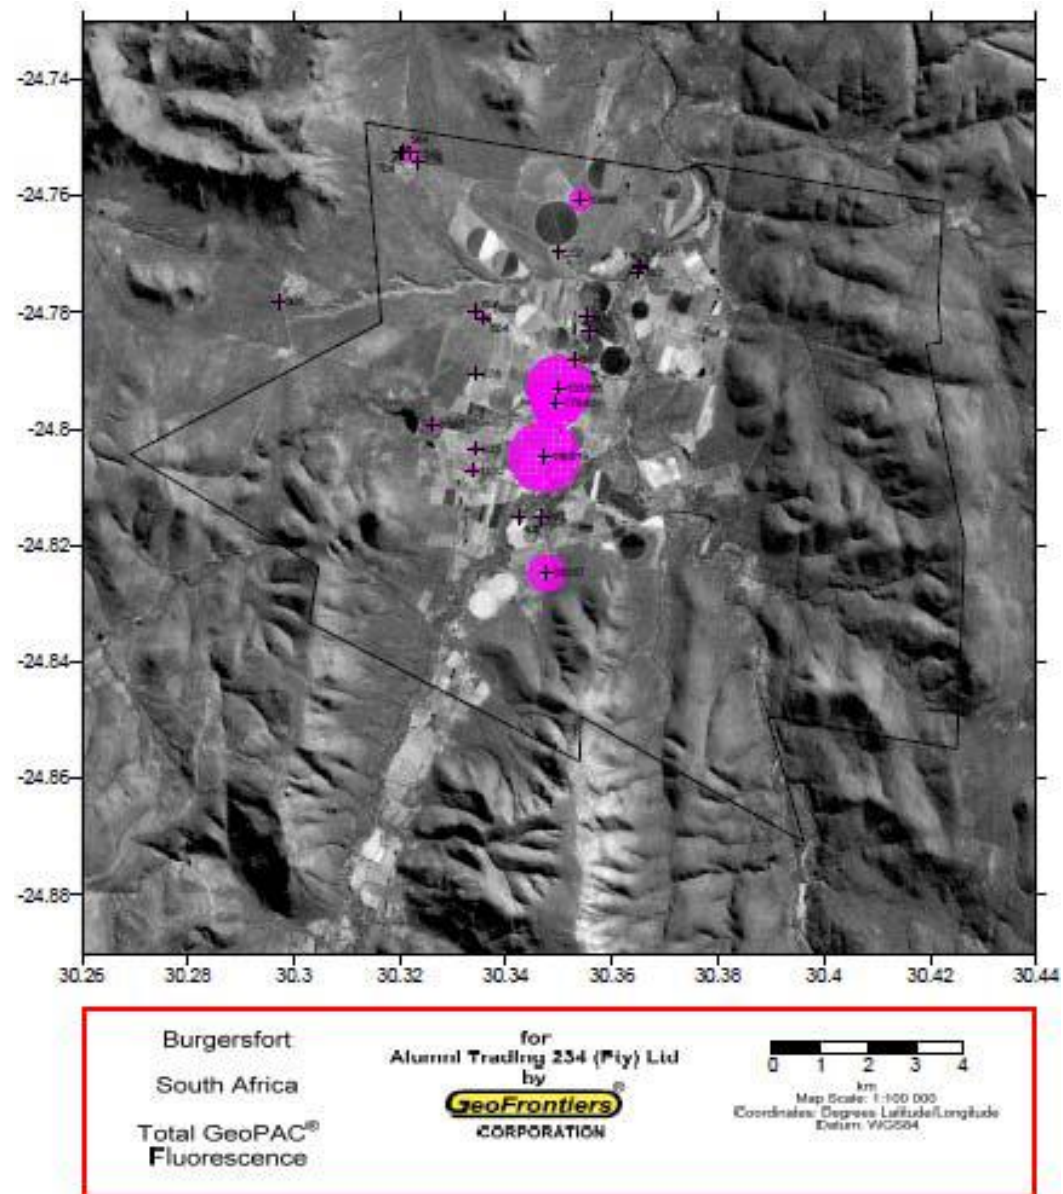 -24.74
-24.76
-24.78
-24.8
-24.82
-24.84
-24.86
-24.88
30.26 30.28 30.3 30.32 30.34 30.36 30.38 30.4 30.42 30.44
Burgersfort
South Africa
Total GeoPAC®
Fluorescence
for
Alumni Trading 234 (Pty) Ltd
by
GeoFrontiers®
CORPORATION
0 1 2 3 4
km
Map Scale: 1:100 000
Coordinates: Degrees Latitude/Longitude
Datum: WGS84